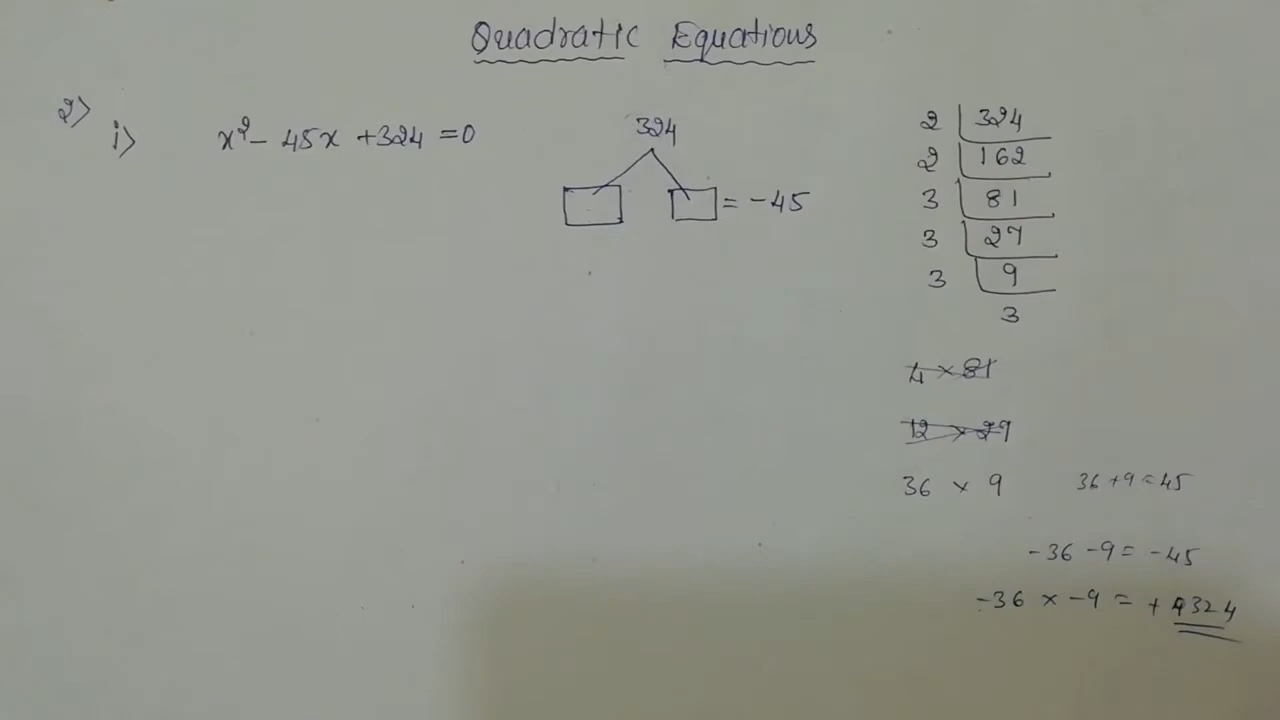 Quadratic Equations
2>
i> x² - 45x + 324 = 0
324
= -45
2 324
2 162
3 81
3 27
3 9
3
4 × 81
12 × 27
36 × 9 36 + 9 = 45
-36 - 9 = -45
-36 × -9 = + 324